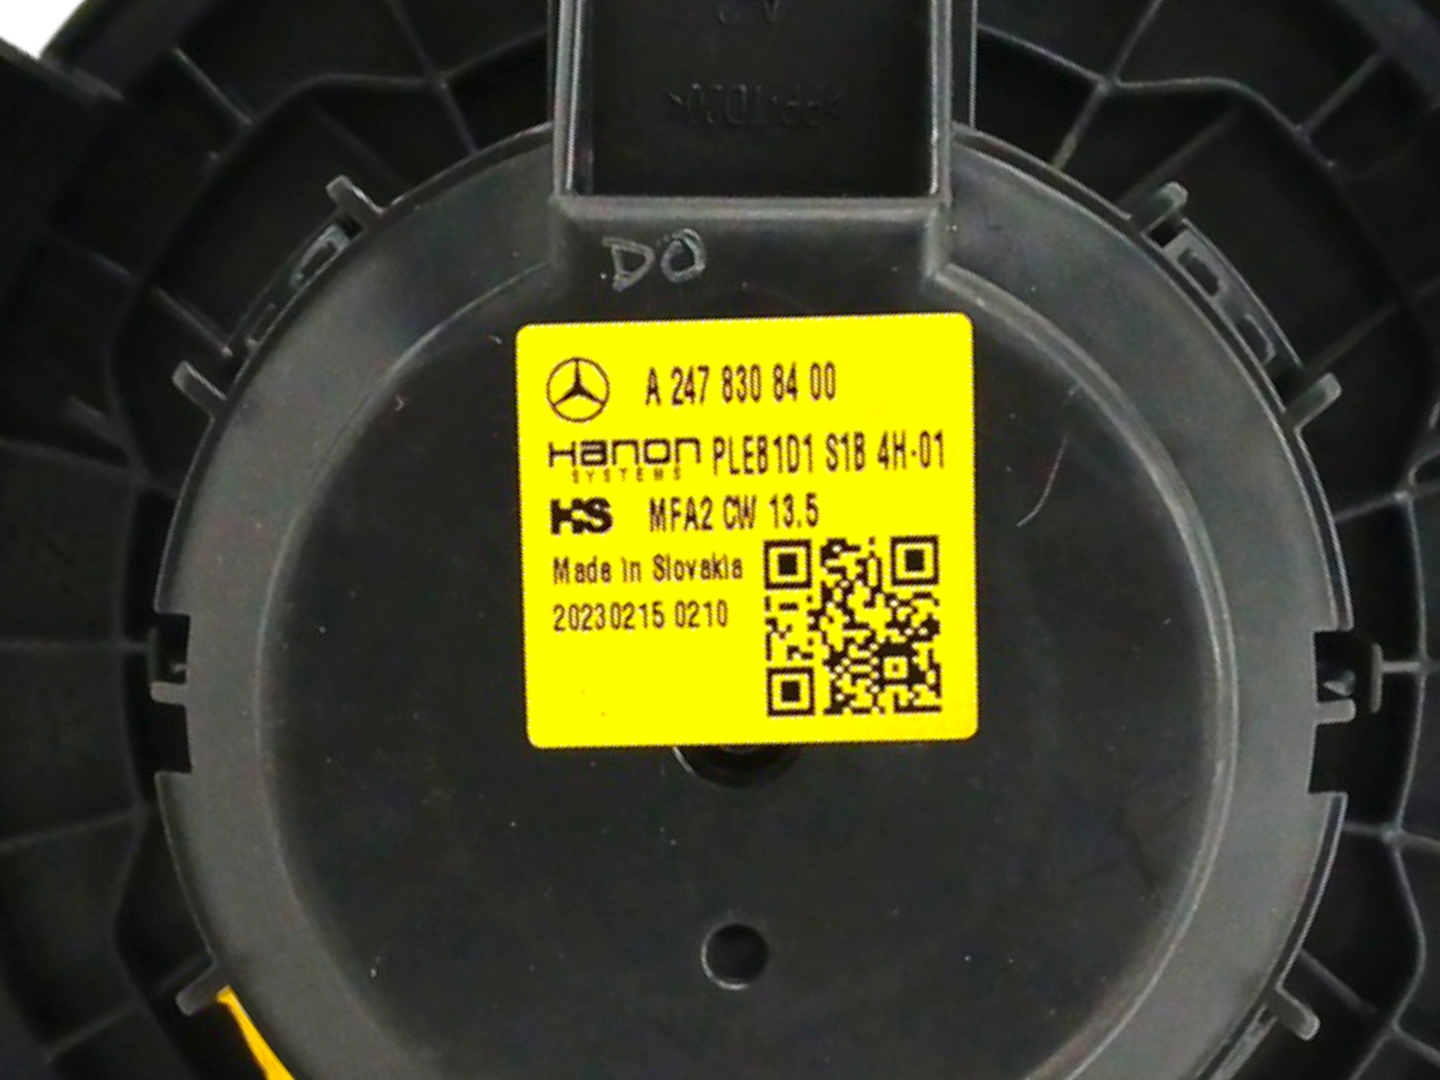 DO
A 247 830 84 00
Hanon PLEB1D1 S1B 4H-01
SYSTEMS
HS MFA2 CW 13.5
Made in Slovakia
20230215 0210